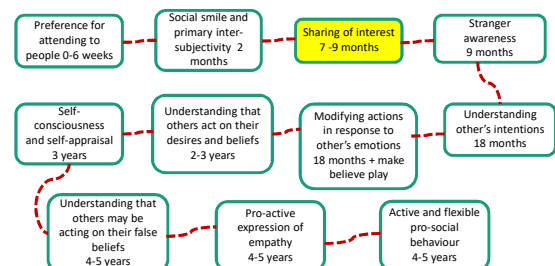 Preference for
attending to
people 0-6 weeks
Social smile and
primary inter-
subjectivity 2
months
Sharing of interest
7 -9 months
Stranger
awareness
9 months
Understanding
other's intentions
18 months
Modifying actions
in response to
other's emotions
18 months + make
believe play
Understanding that
others act on their
desires and beliefs
2-3 years
Self-
consciousness
and self-appraisal
3 years
Understanding that
others may be
acting on their false
beliefs
4-5 years
Pro-active
expression of
empathy
4-5 years
Active and flexible
pro-social
behaviour
4-5 years